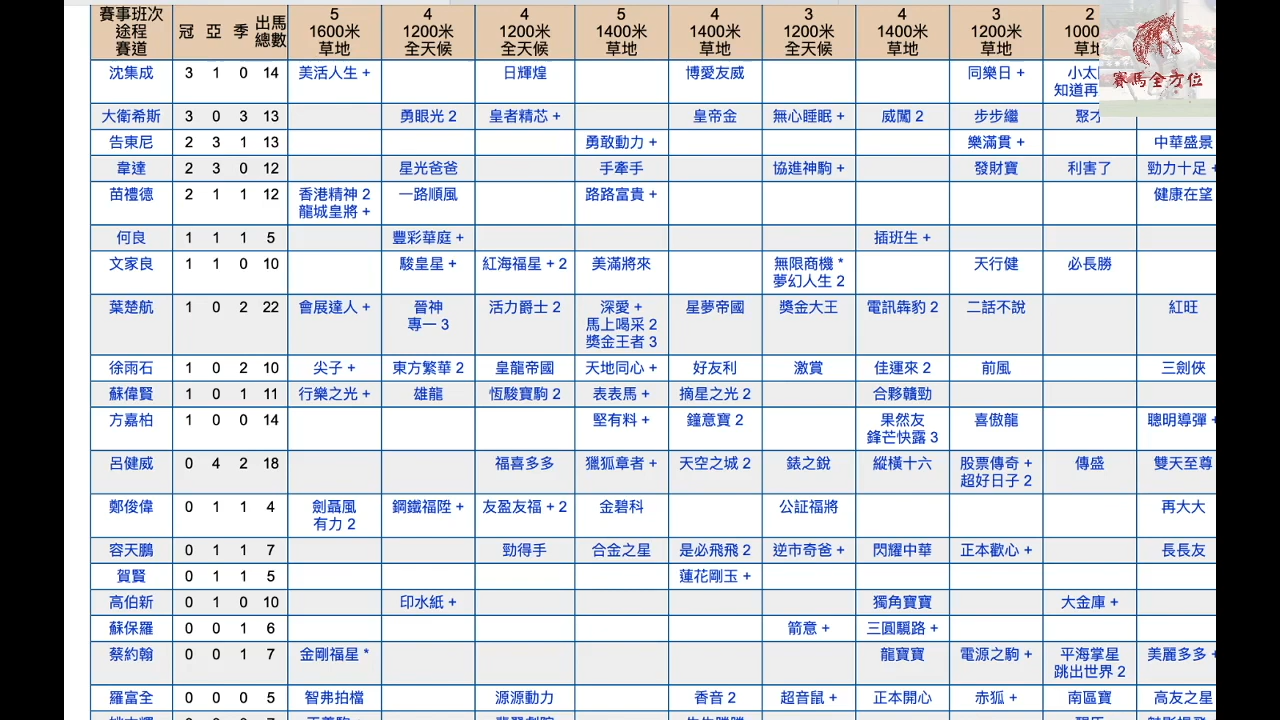 賽事班次 途程 賽道 冠 亞 季 出馬總數 5 1600米 草地 4 1200米 全天候 4 1200米 全天候 5 1400米 草地 4 1400米 草地 3 1200米 全天候 4 1400米 草地 3 1200米 草地 2 1000
賽馬全方位
沈集成 3 1 0 14 美活人生 + 日輝煌 博愛友威 同樂日 + 小太 知道再
大衛希斯 3 0 3 13 勇眼光 2 皇者精芯 + 皇帝金 無心睡眠 + 威闖 2 步步繼
告東尼 2 3 1 13 勇敢動力 + 樂滿貫 + 中華盛景
韋達 2 3 0 12 星光爸爸 手牽手 協進神駒 + 發財寶 利害了 勁力十足 +
苗禮德 2 1 1 12 香港精神 2 龍城皇將 + 一路順風 路路富貴 + 健康在望
何良 1 1 1 5 豐彩華庭 + 插班生 +
文家良 1 1 0 10 駿皇星 + 紅海福星 + 2 美滿將來 無限商機 * 夢幻人生 2 天行健 必長勝
葉楚航 1 0 2 22 會展達人 + 晉神 專一 3 活力爵士 2 深愛 + 馬上喝采 2 獎金王者 3 星夢帝國 獎金大王 電訊犇豹 2 二話不說 紅旺
徐雨石 1 0 2 10 尖子 + 東方繁華 2 皇龍帝國 天地同心 + 好友利 激賞 佳運來 2 前風 三劍俠
蘇偉賢 1 0 1 11 行樂之光 + 雄龍 恆駿寶駒 2 表表馬 + 摘星之光 2 合夥贛勁
方嘉柏 1 0 0 14 堅有料 + 鐘意寶 2 果然友 鋒芒快露 3 喜傲龍 聰明導彈 +
呂健威 0 4 2 18 福喜多多 獵狐章者 + 天空之城 2 錶之銳 縱橫十六 股票傳奇 + 超好日子 2 傳盛 雙天至尊
鄭俊偉 0 1 1 4 劍聶風 有力 2 鋼鐵福陞 + 友盈友福 + 2 金碧科 公証福將 再大大
容天鵬 0 1 1 7 勁得手 合金之星 是必飛飛 2 逆市奇爸 + 閃耀中華 正本歡心 + 長長友
賀賢 0 1 1 5 蓮花剛玉 +
高伯新 0 1 0 10 印水紙 + 獨角寶寶 大金庫 +
蘇保羅 0 0 1 6 箭意 + 三圓靚路 +
蔡約翰 0 0 1 7 金剛福星 * 龍寶寶 電源之駒 + 平海掌星 跳出世界 2 美麗多多 +
羅富全 0 0 0 5 智弗拍檔 源源動力 香音 2 超音鼠 + 正本開心 赤狐 + 南區寶 高友之星